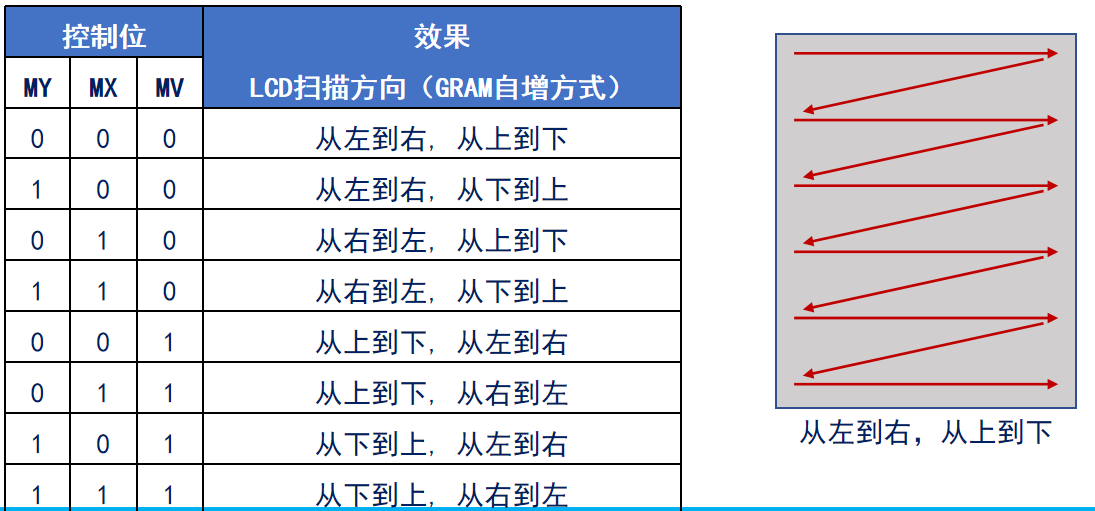 控制位 效果
MY MX MV LCD扫描方向（GRAM自增方式）
0 0 0 从左到右，从上到下
1 0 0 从左到右，从下到上
0 1 0 从右到左，从上到下
1 1 0 从右到左，从下到上
0 0 1 从上到下，从左到右
0 1 1 从上到下，从右到左
1 0 1 从下到上，从左到右
1 1 1 从下到上，从右到左
从左到右，从上到下